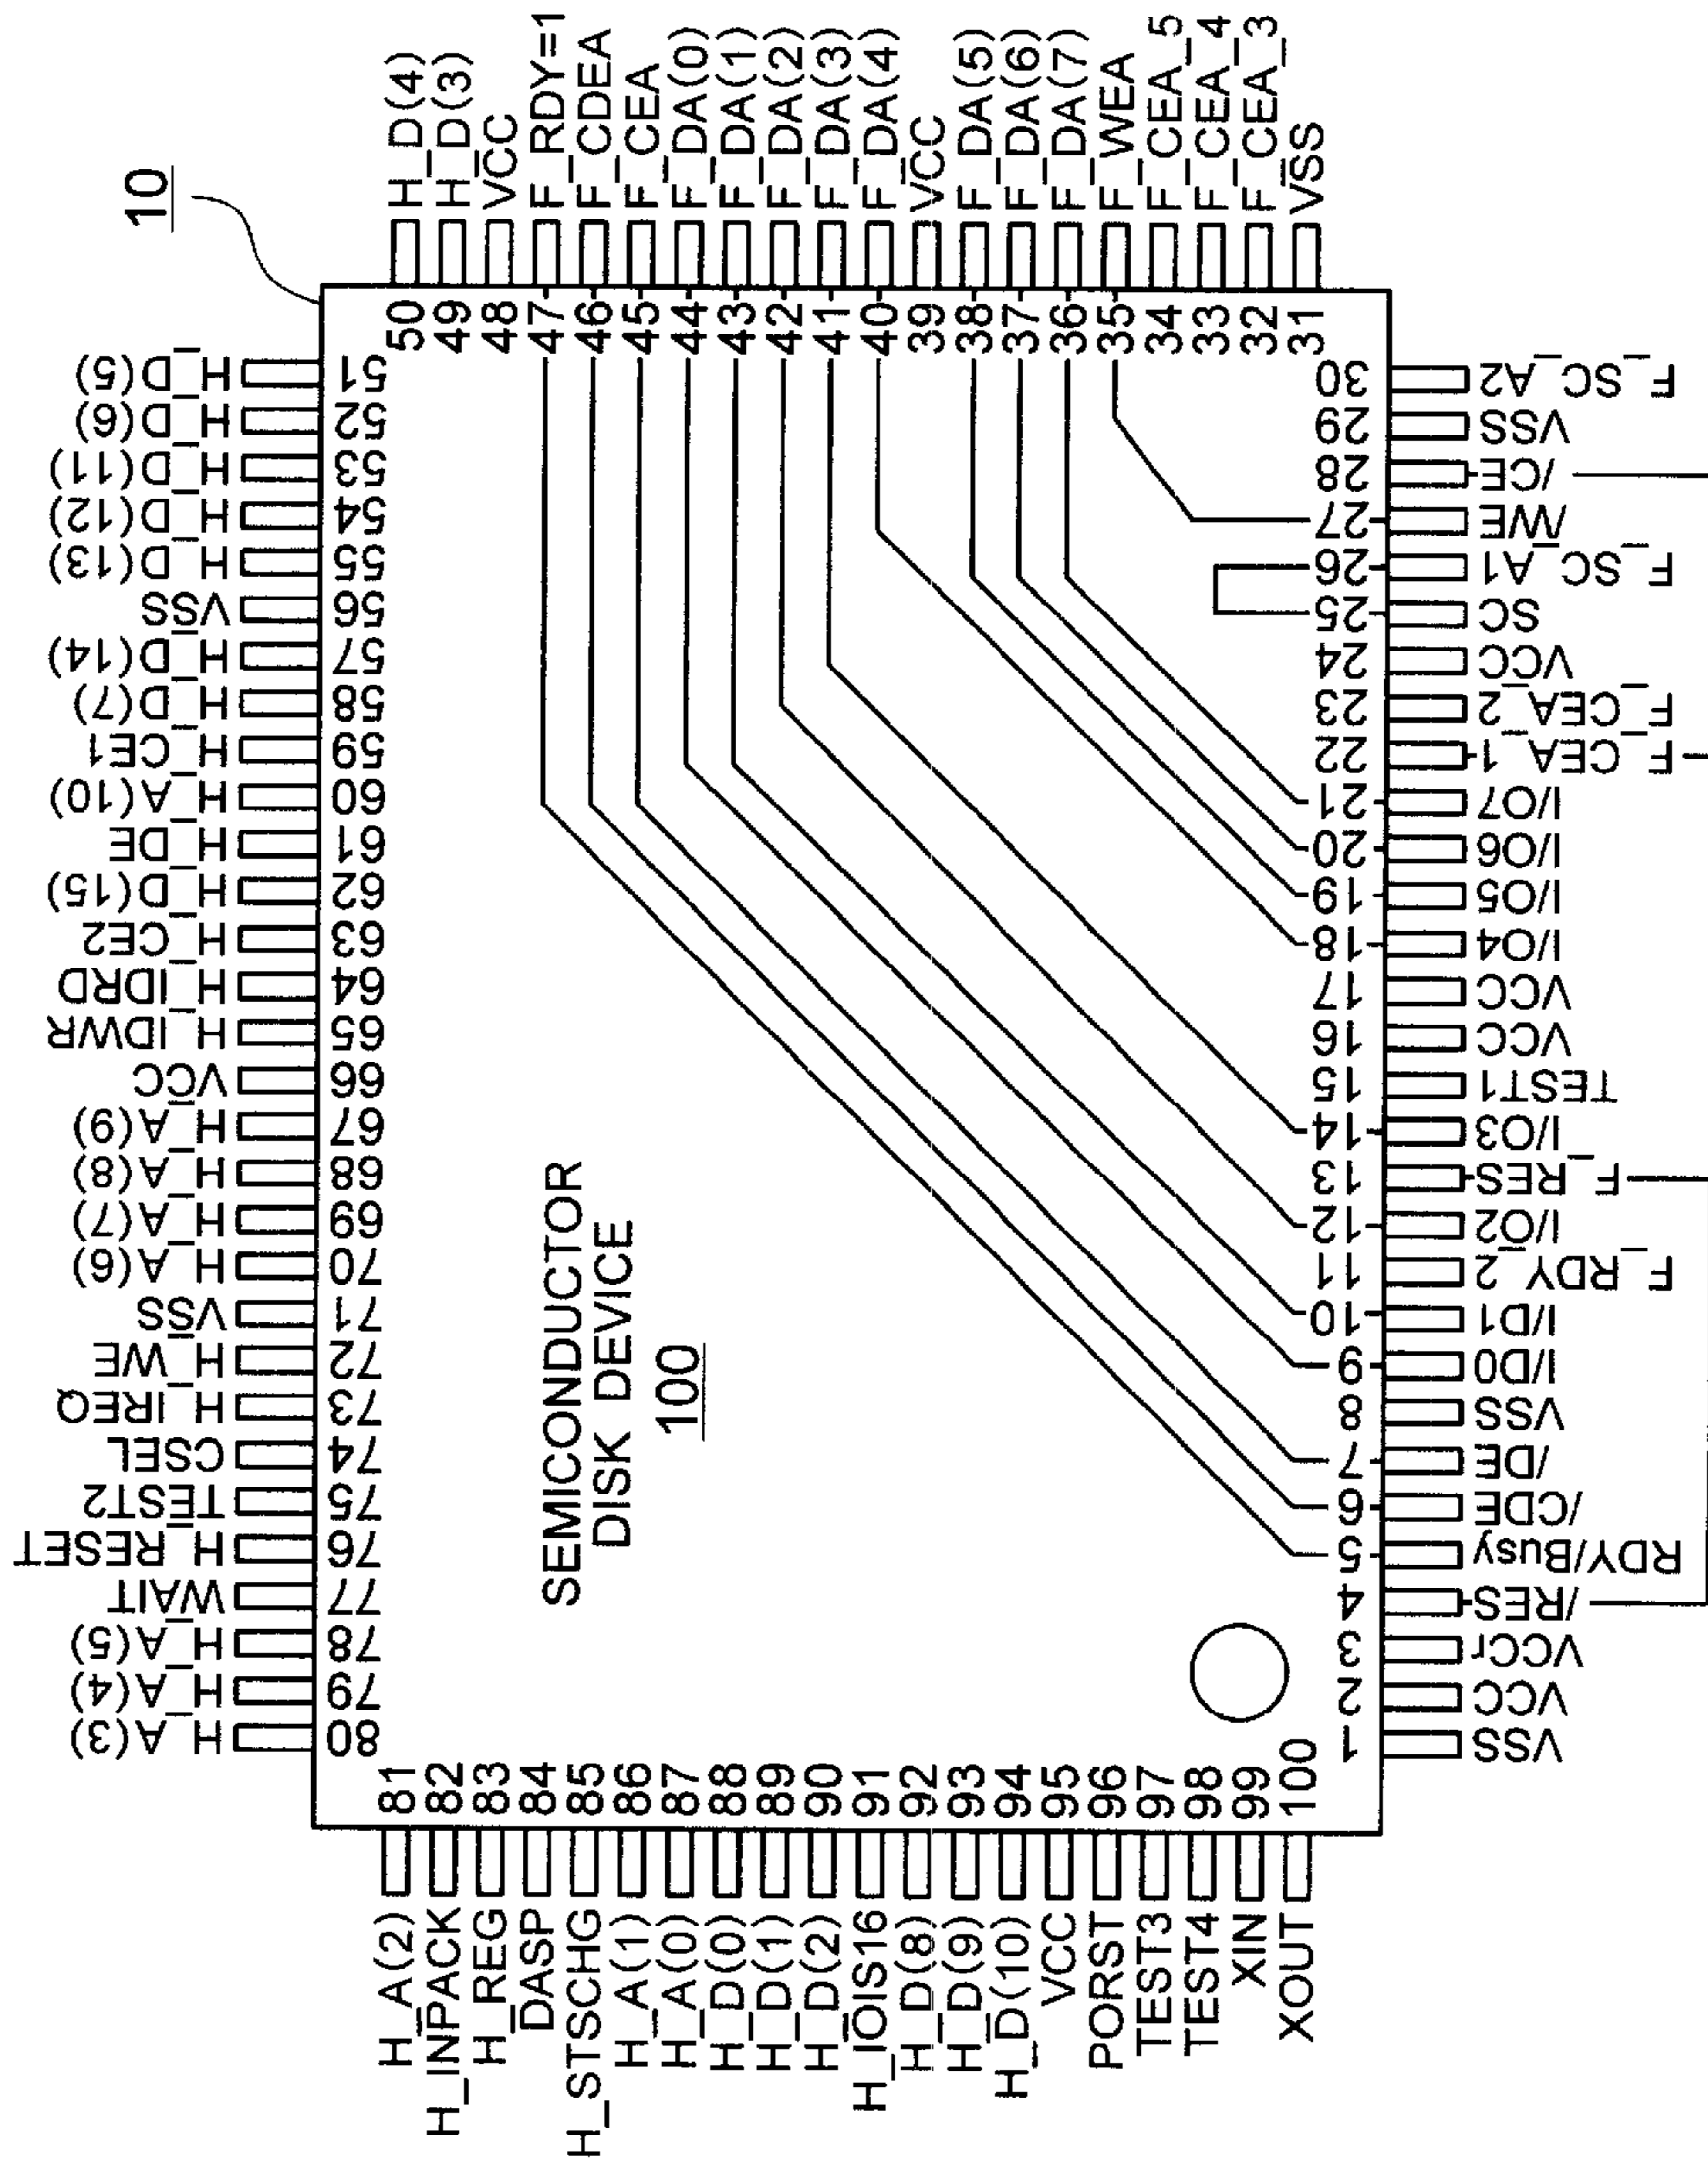 10
H_D(4)
H_D(3)
VCC
F_RDY=1
F_CDEA
F_CEA
F_DA(0)
F_DA(1)
F_DA(2)
F_DA(3)
F_DA(4)
VCC
F_DA(5)
F_DA(6)
F_DA(7)
F_WEA
F_CEA_5
F_CEA_4
F_CEA_3
VSS
50
49
48
47
46
45
44
43
42
41
40
39
38
37
36
35
34
33
32
31
H_D(5)
H_D(6)
H_D(11)
H_D(12)
H_D(13)
VSS
H_D(14)
H_D(7)
H_CE1
H_A(10)
H_DE
H_D(15)
H_CE2
H_IDRD
H_IDWR
VCC
H_A(9)
H_A(8)
H_A(7)
H_A(6)
VSS
H_WE
H_IREQ
CSEL
TEST2
H_RESET
WAIT
H_A(5)
H_A(4)
H_A(3)
51
52
53
54
55
56
57
58
59
60
61
62
63
64
65
66
67
68
69
70
71
72
73
74
75
76
77
78
79
80
SEMICONDUCTOR
DISK DEVICE
100
30
29
28
27
26
25
24
23
22
21
20
19
18
17
16
15
14
13
12
11
10
9
8
7
6
5
4
3
2
1
F_SC_A2
VSS
/CE
/WE
F_SC_A1
SC
VCC
F_CEA_2
F_CEA_1
I/O7
I/O6
I/O5
I/O4
VCC
VCC
TEST1
I/O3
F_RES
I/O2
F_RDY_2
I/D1
I/D0
VSS
/DE
/CDE
RDY/Busy
/RES
VCCr
VCC
VSS
81
82
83
84
85
86
87
88
89
90
91
92
93
94
95
96
97
98
99
100
H_A(2)
H_INPACK
H_REG
DASP
H_STSCHG
H_A(1)
H_A(0)
H_D(0)
H_D(1)
H_D(2)
H_IOIS16
H_D(8)
H_D(9)
H_D(10)
VCC
PORST
TEST3
TEST4
XIN
XOUT